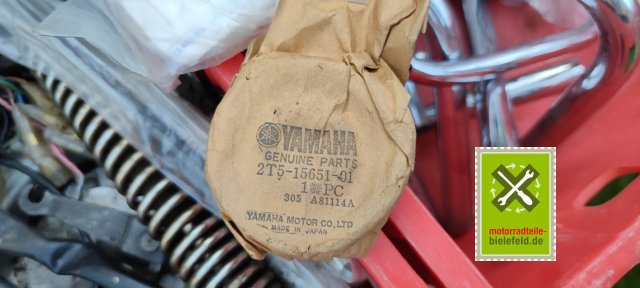 YAMAHA
GENUINE PARTS
2T5-15651-01
1 PC
305 A81114A
YAMAHA MOTOR CO., LTD
MADE IN JAPAN
motorradteile-
bielefeld.de